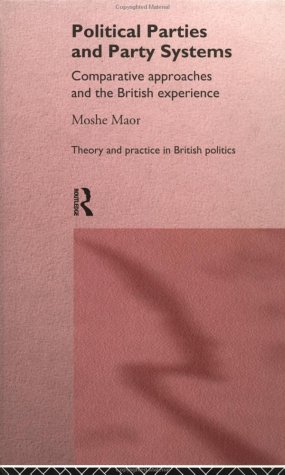 Political Parties
and Party Systems
Comparative approaches
and the British experience
Moshe Maor
Theory and practice in British politics
R
ROUTLEDGE